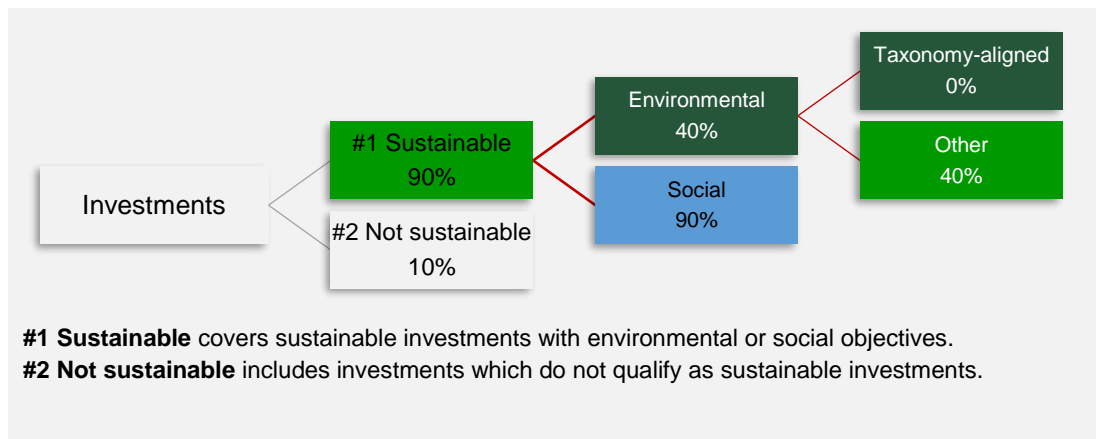 Investments
#1 Sustainable
90%
#2 Not sustainable
10%
Environmental
40%
Social
90%
Taxonomy-aligned
0%
Other
40%
#1 Sustainable covers sustainable investments with environmental or social objectives.
#2 Not sustainable includes investments which do not qualify as sustainable investments.